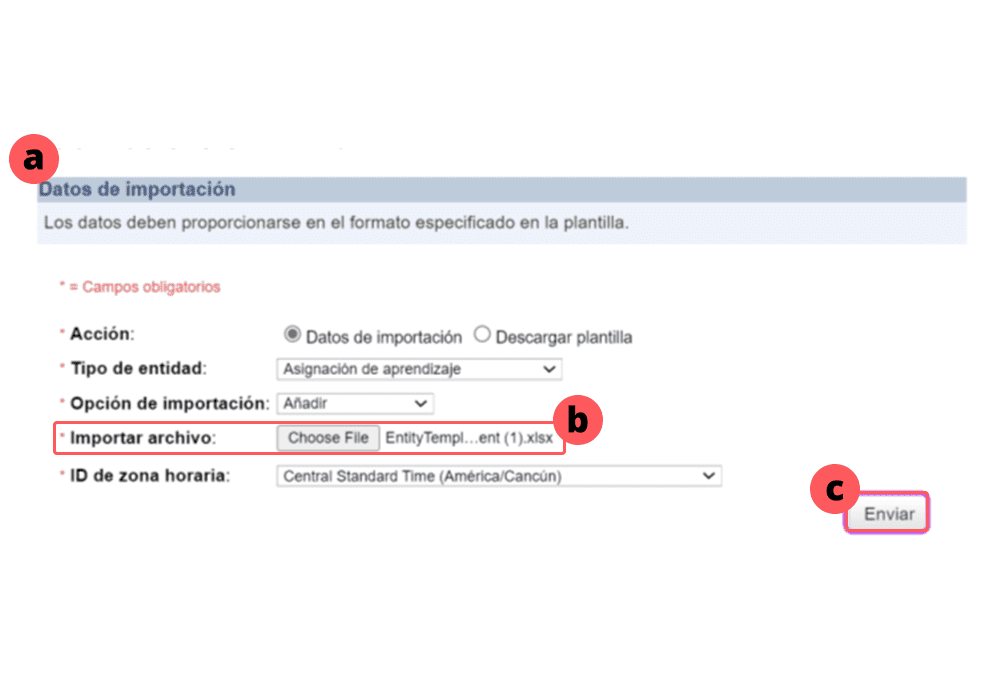 a
Datos de importación
Los datos deben proporcionarse en el formato especificado en la plantilla.
* = Campos obligatorios
* Acción: Datos de importación Descargar plantilla
* Tipo de entidad: Asignación de aprendizaje
* Opción de importación: Añadir
b
* Importar archivo: Choose File EntityTempl...ent (1).xlsx
* ID de zona horaria: Central Standard Time (América/Cancún)
c
Enviar